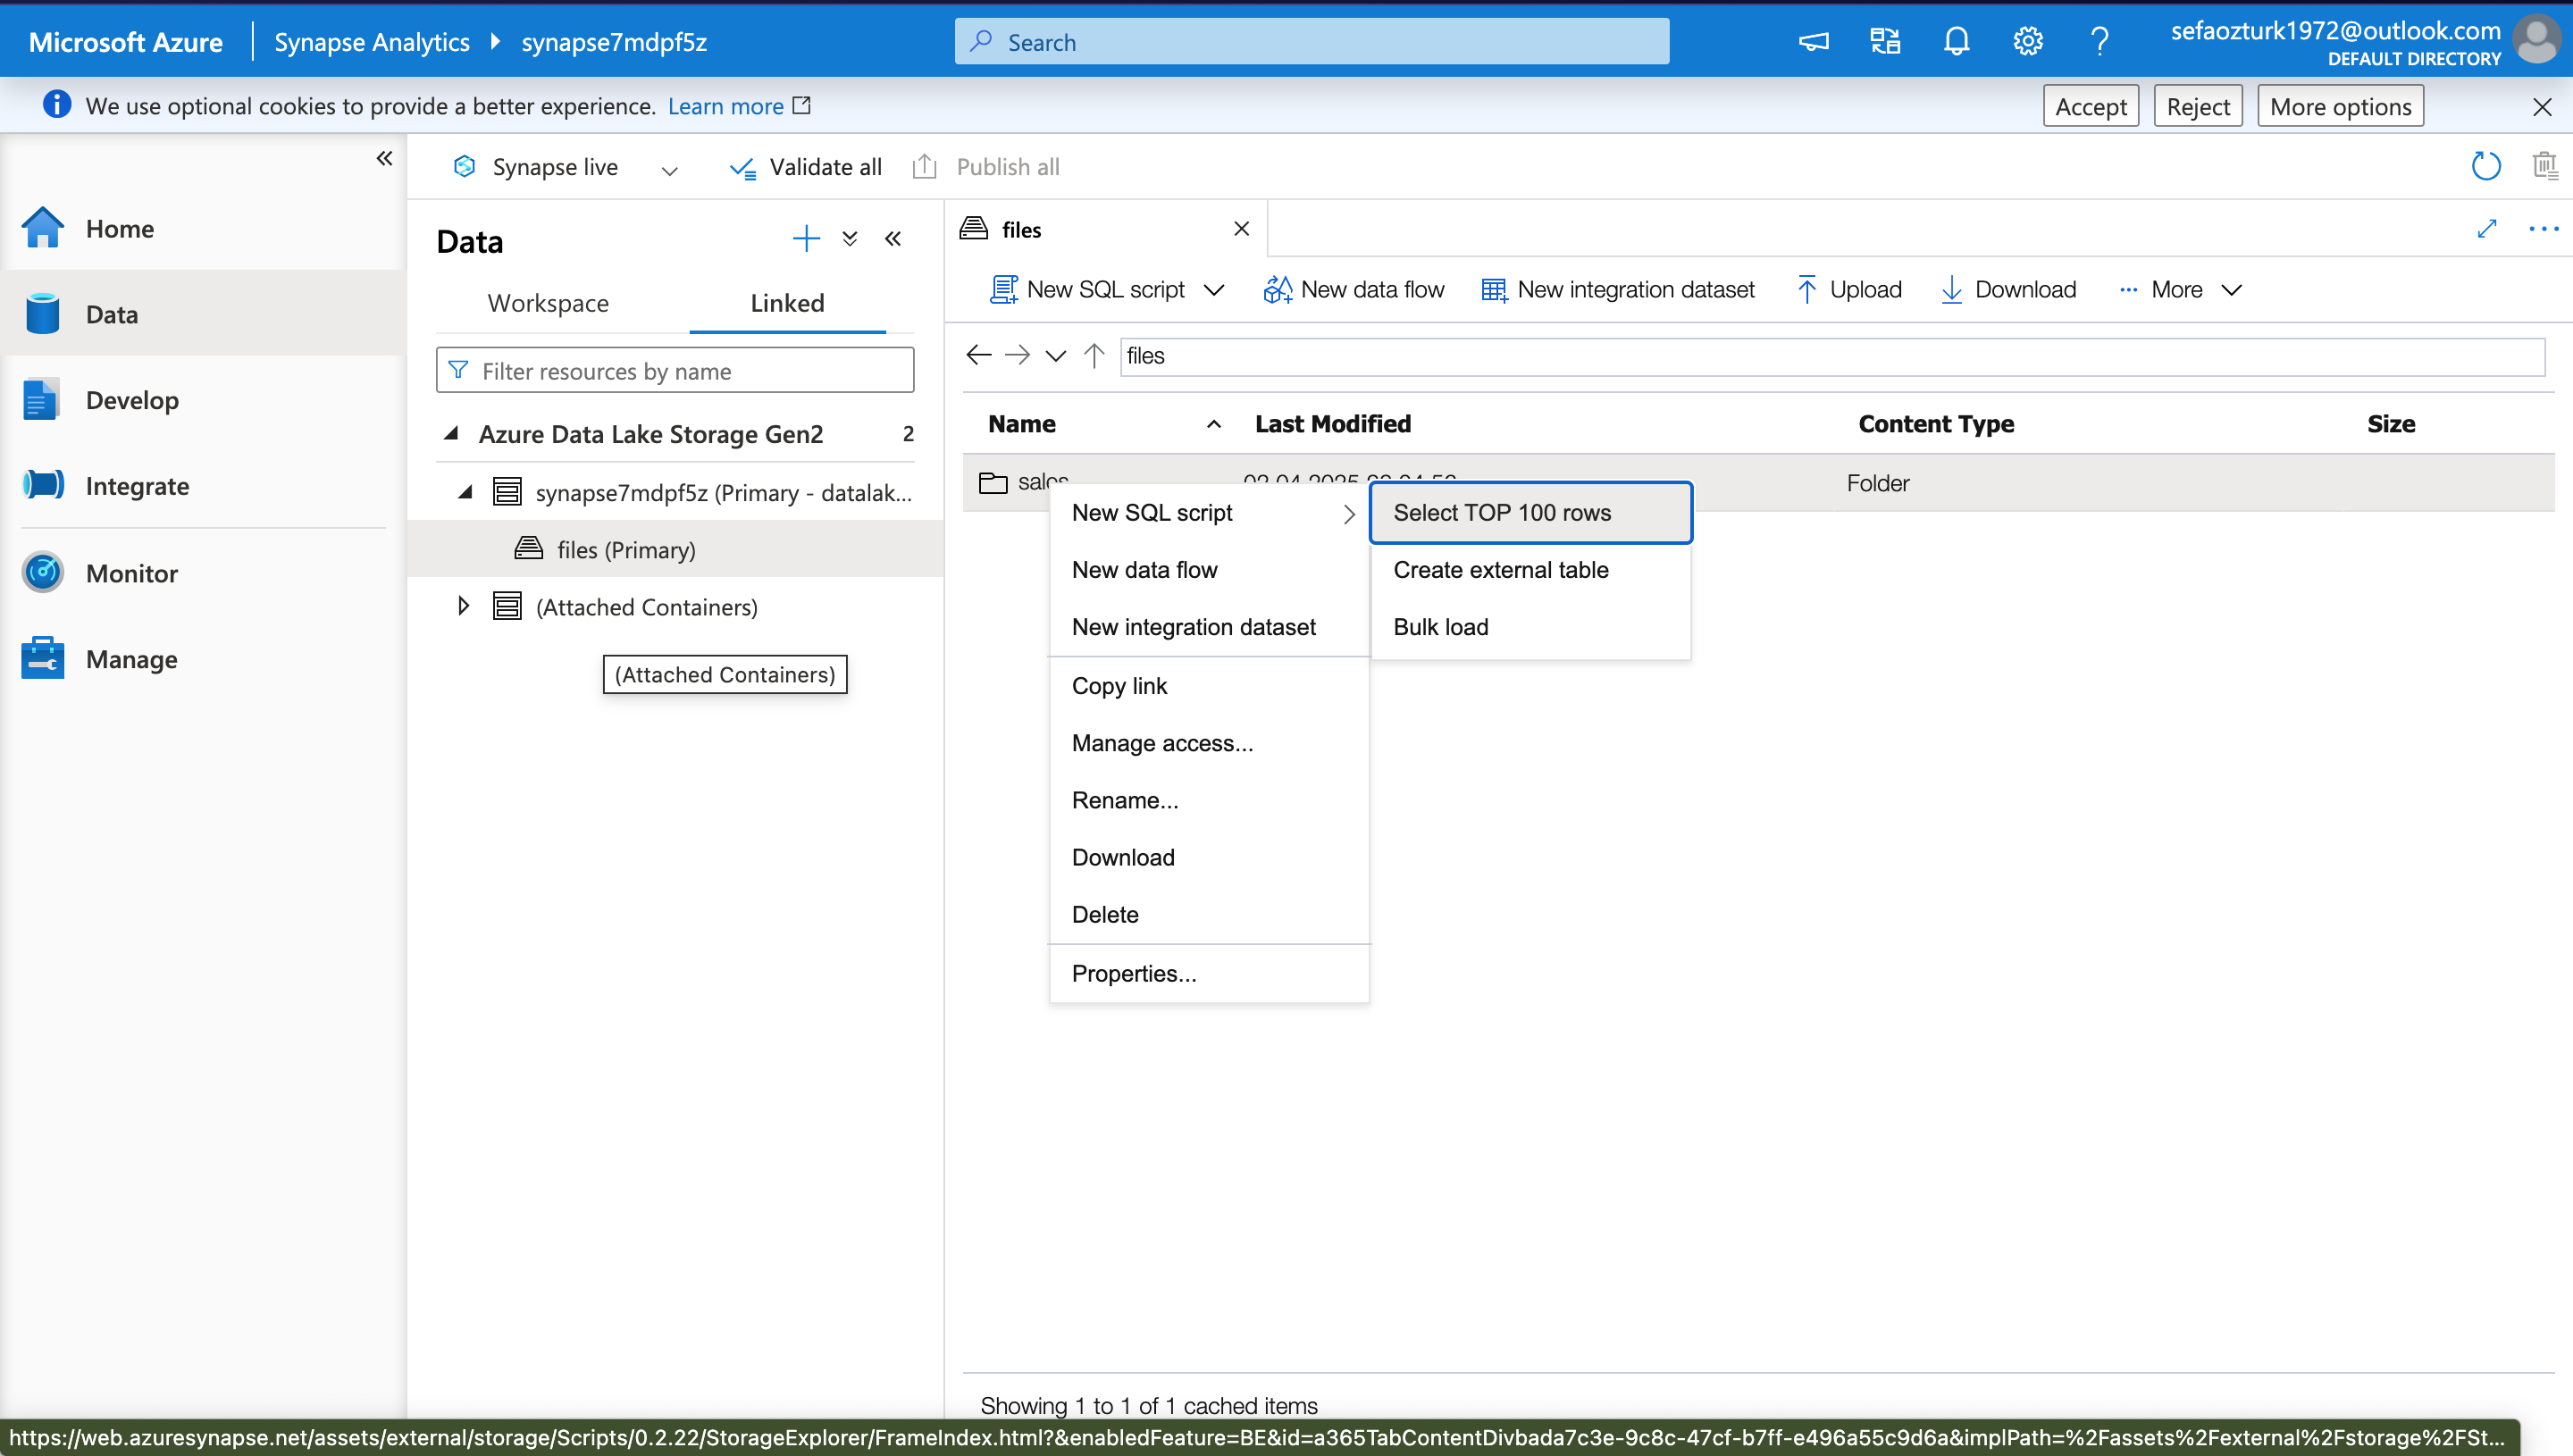 Microsoft Azure
Synapse Analytics
synapse7mdpf5z
Search
sefaozturk1972@outlook.com
DEFAULT DIRECTORY
We use optional cookies to provide a better experience. Learn more
Accept
Reject
More options
Synapse live
Validate all
Publish all
Home
Data
Develop
Integrate
Monitor
Manage
Data
Workspace
Linked
Filter resources by name
Azure Data Lake Storage Gen2 2
synapse7mdpf5z (Primary - datalak...
files (Primary)
(Attached Containers)
(Attached Containers)
files
New SQL script
New data flow
New integration dataset
Upload
Download
More
files
Name
Last Modified
Content Type
Size
sales
Folder
New SQL script
New data flow
New integration dataset
Copy link
Manage access...
Rename...
Download
Delete
Properties...
Select TOP 100 rows
Create external table
Bulk load
Showing 1 to 1 of 1 cached items
https://web.azuresynapse.net/assets/external/storage/Scripts/0.2.22/StorageExplorer/FrameIndex.html?&enabledFeature=BE&id=a365TabContentDivbada7c3e-9c8c-47cf-b7ff-e496a55c9d6a&implPath=%2Fassets%2Fexternal%2Fstorage%2FSt...